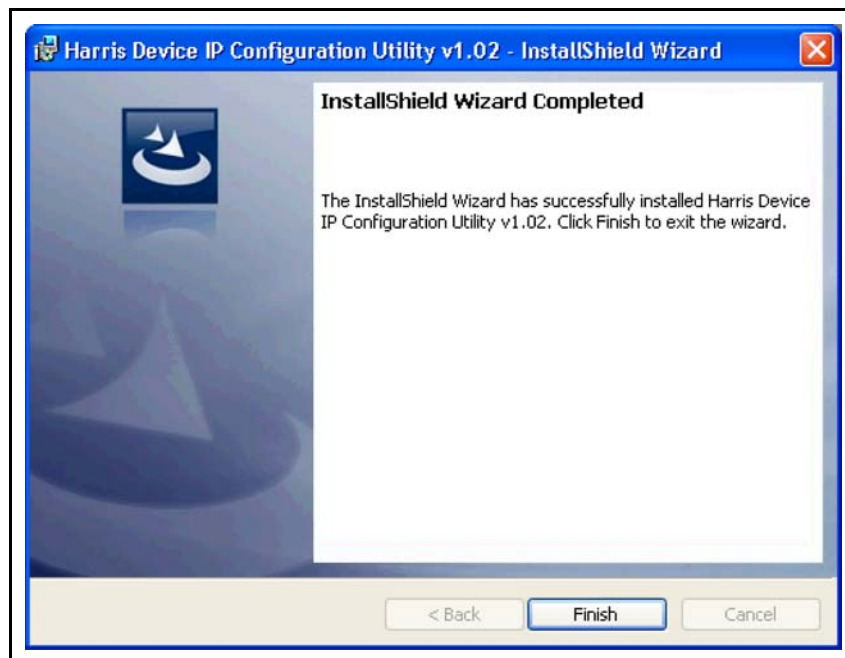 Harris Device IP Configuration Utility v1.02 - InstallShield Wizard
InstallShield Wizard Completed
The InstallShield Wizard has successfully installed Harris Device
IP Configuration Utility v1.02. Click Finish to exit the wizard.
< Back Finish Cancel